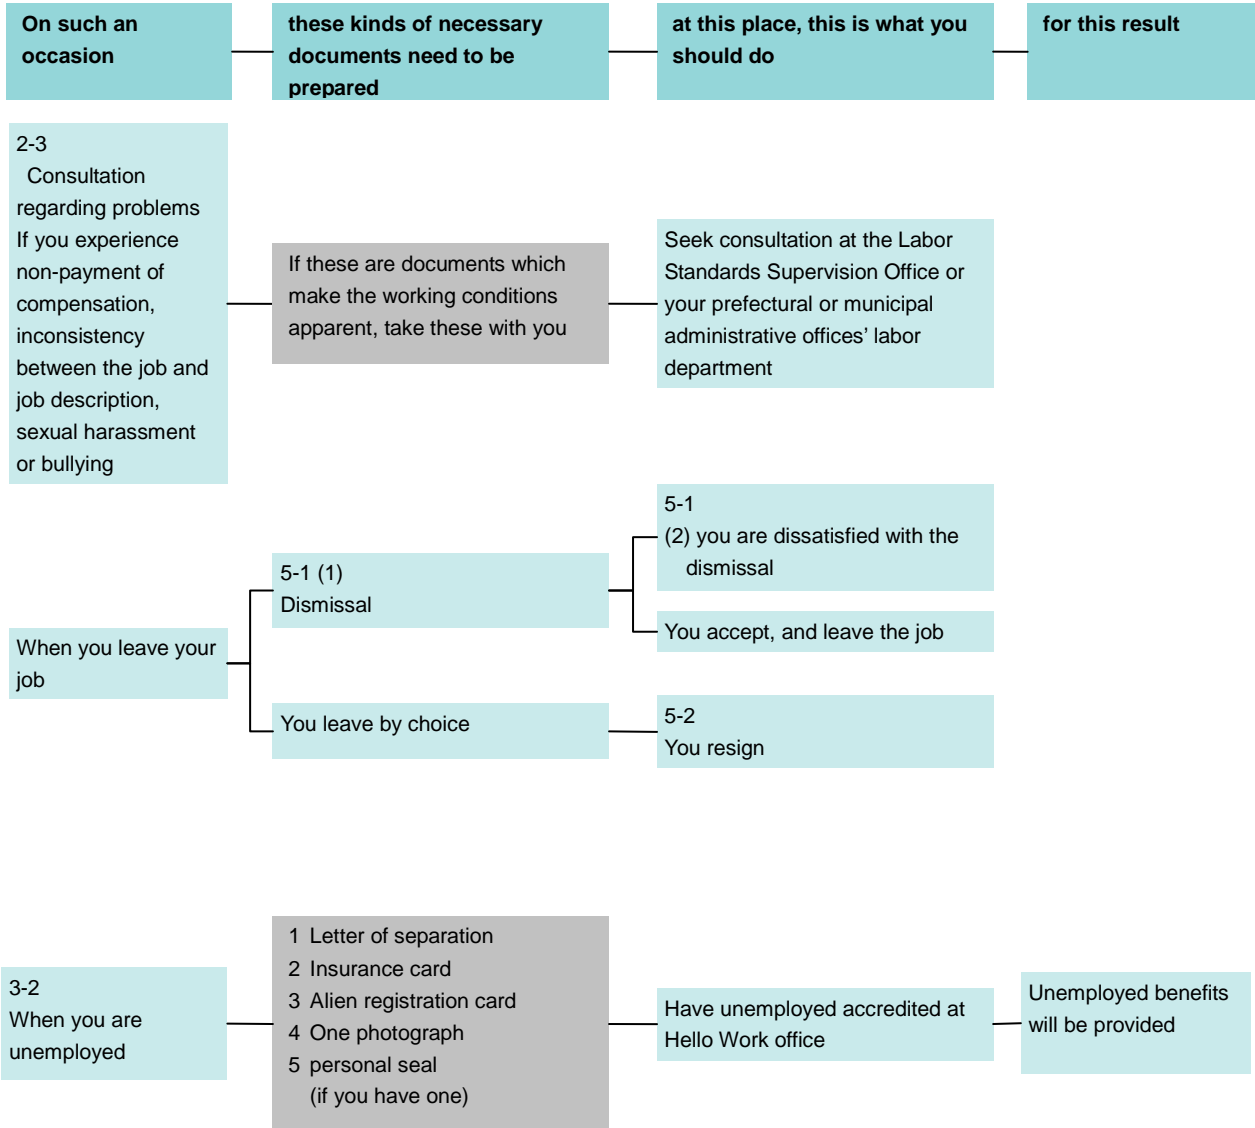 On such an
occasion
these kinds of necessary
documents need to be
prepared
at this place, this is what you
should do
for this result
2-3
Consultation
regarding problems
If you experience
non-payment of
compensation,
inconsistency
between the job and
job description,
sexual harassment
or bullying
If these are documents which
make the working conditions
apparent, take these with you
Seek consultation at the Labor
Standards Supervision Office or
your prefectural or municipal
administrative offices’ labor
department
When you leave your
job
5-1 (1)
Dismissal
5-1
(2) you are dissatisfied with the
dismissal
You accept, and leave the job
You leave by choice
5-2
You resign
3-2
When you are
unemployed
1 Letter of separation
2 Insurance card
3 Alien registration card
4 One photograph
5 personal seal
(if you have one)
Have unemployed accredited at
Hello Work office
Unemployed benefits
will be provided